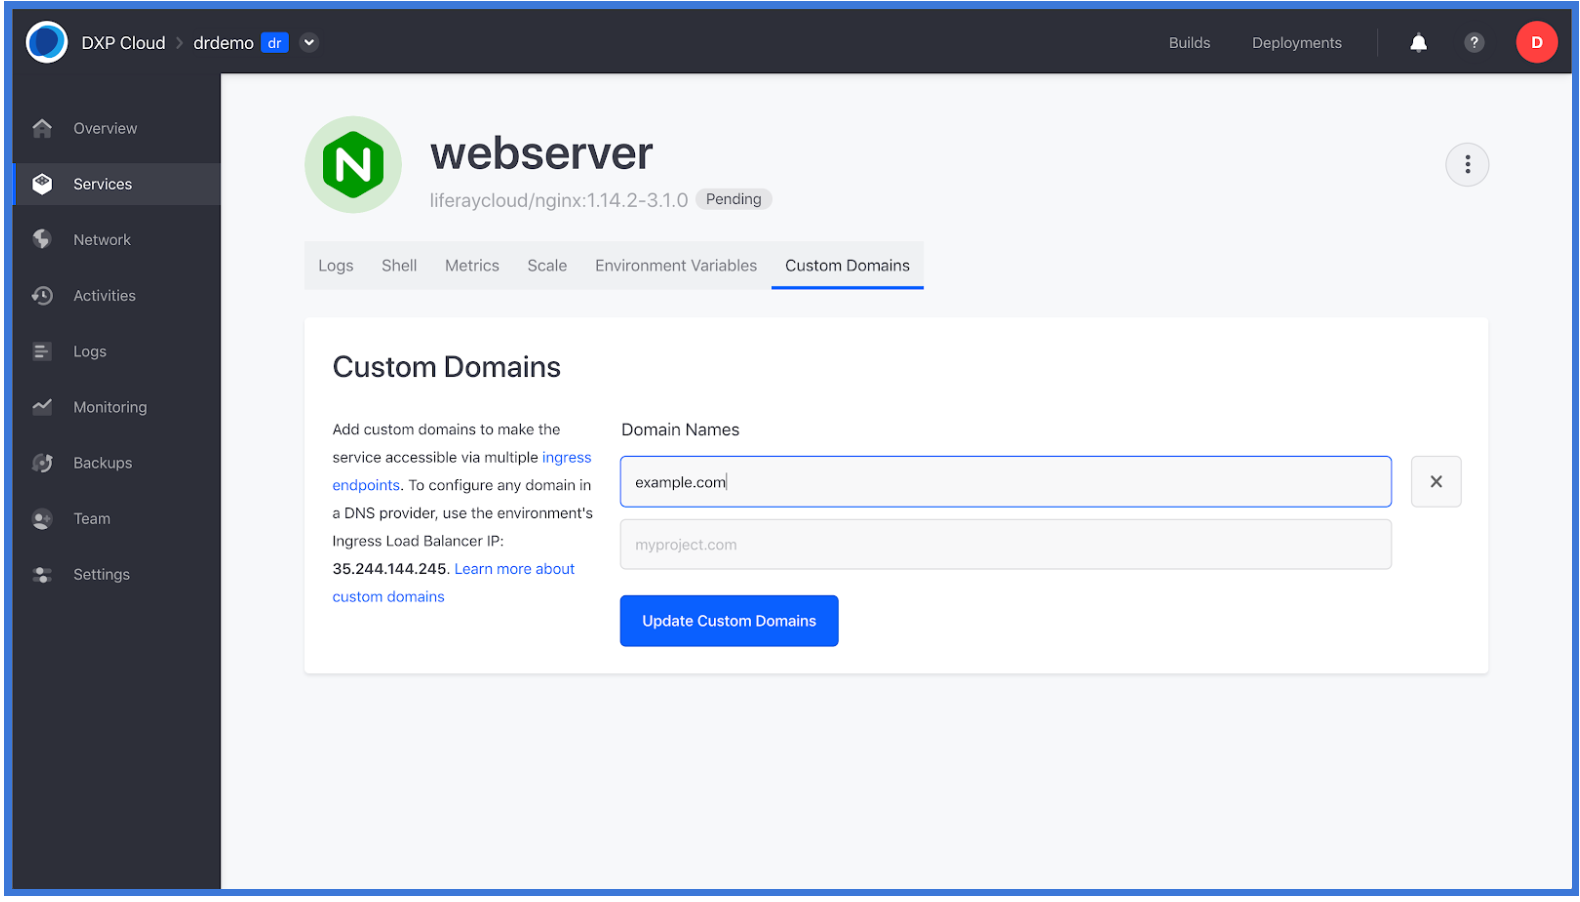 DXP Cloud > drdemo dr
Builds
Deployments
?
D
Overview
Services
Network
Activities
Logs
Monitoring
Backups
Team
Settings
N
webserver
liferaycloud/nginx:1.14.2-3.1.0 Pending
Logs
Shell
Metrics
Scale
Environment Variables
Custom Domains
Custom Domains
Add custom domains to make the
service accessible via multiple ingress
endpoints. To configure any domain in
a DNS provider, use the environment's
Ingress Load Balancer IP:
35.244.144.245. Learn more about
custom domains
Domain Names
example.com
myproject.com
Update Custom Domains